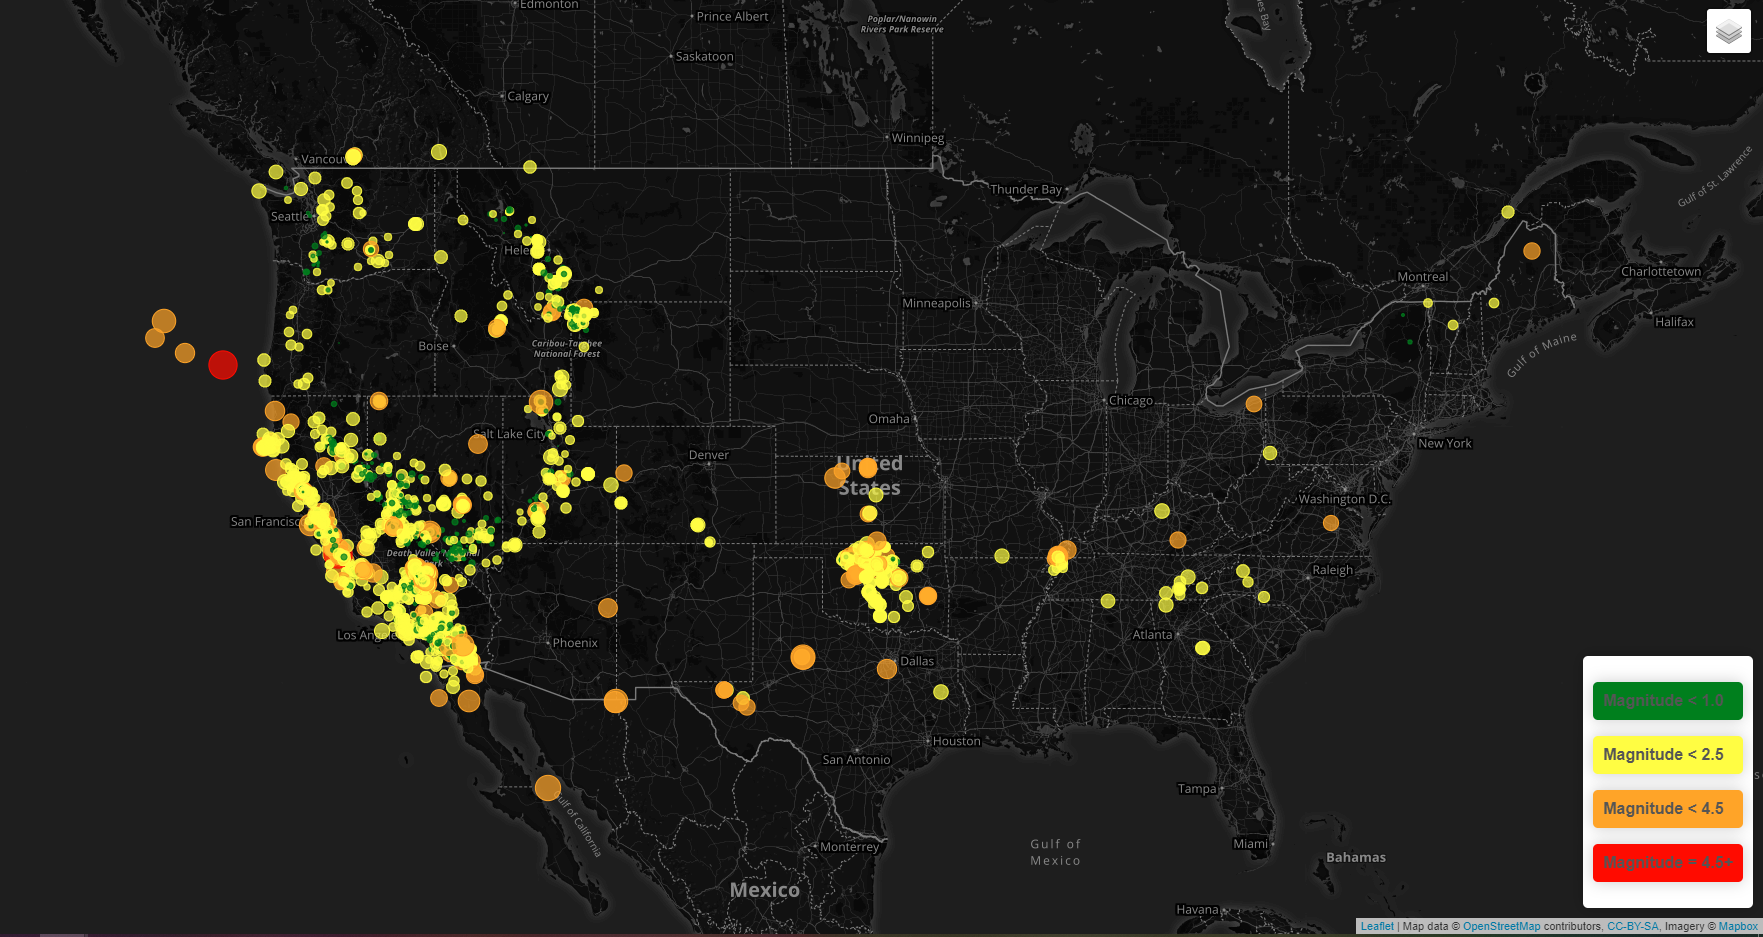 Edmonton
Prince Albert
Poplar/Nanowin
Rivers Park Reserve
Saskatoon
Calgary
Winnipeg
Vancouv
Thunder Bay
Gulf of St. Lawrence
Seattle
Hele
Montreal
Charlottetown
Minneapolis
Halifax
Boise
Caribou-Targhee
National Forest
Gulf of Maine
Chicago
Omaha
Salt Lake City
Denver
New York
United
States
Washington D.C.
San Francisc
Death Valley National
Park
Raleigh
Los Angele
Phoenix
Atlanta
Dallas
Houston
San Antonio
Tampa
Gulf of California
Gulf of
Mexico
Monterrey
Miami
Bahamas
Mexico
Havana
Magnitude < 1.0
Magnitude < 2.5
Magnitude < 4.5
Magnitude = 4.5+
Leaflet | Map data © OpenStreetMap contributors, CC-BY-SA, Imagery © Mapbox